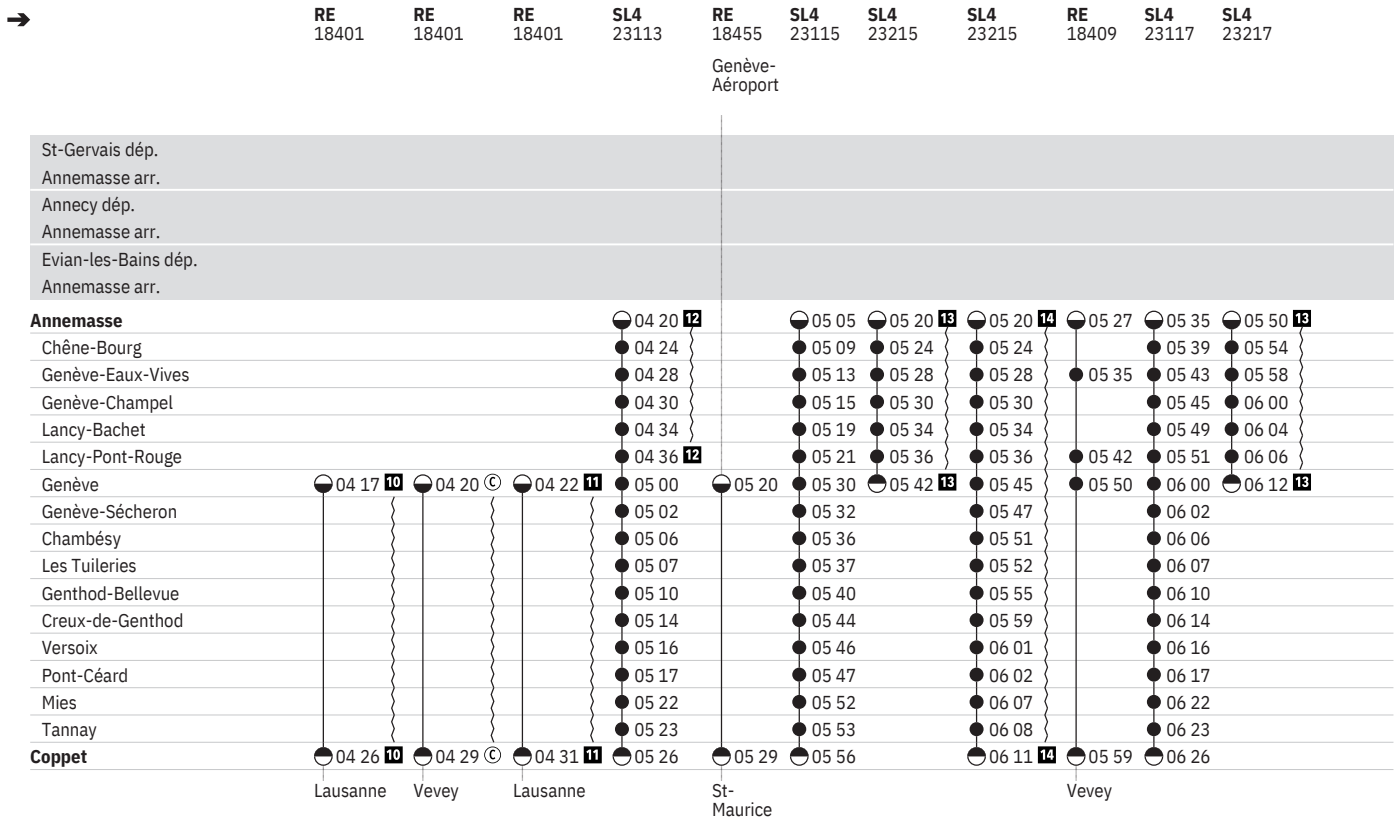 ➔ RE RE RE SL4 RE SL4 SL4 SL4 RE SL4 SL4
18401 18401 18401 23113 18455 23115 23215 23215 18409 23117 23217
Genève-
Aéroport
St-Gervais dép.
Annemasse arr.
Annecy dép.
Annemasse arr.
Evian-les-Bains dép.
Annemasse arr.
Annemasse 04 20 12 05 05 05 20 13 05 20 14 05 27 05 35 05 50 13
Chêne-Bourg 04 24 05 09 05 24 05 24 05 39 05 54
Genève-Eaux-Vives 04 28 05 13 05 28 05 28 05 35 05 43 05 58
Genève-Champel 04 30 05 15 05 30 05 30 05 45 06 00
Lancy-Bachet 04 34 05 19 05 34 05 34 05 49 06 04
Lancy-Pont-Rouge 04 36 12 05 21 05 36 05 36 05 42 05 51 06 06
Genève 04 17 10 04 20 © 04 22 11 05 00 05 20 05 30 05 42 13 05 45 05 50 06 00 06 12 13
Genève-Sécheron 05 02 05 32 05 47 06 02
Chambésy 05 06 05 36 05 51 06 06
Les Tuileries 05 07 05 37 05 52 06 07
Genthod-Bellevue 05 10 05 40 05 55 06 10
Creux-de-Genthod 05 14 05 44 05 59 06 14
Versoix 05 16 05 46 06 01 06 16
Pont-Céard 05 17 05 47 06 02 06 17
Mies 05 22 05 52 06 07 06 22
Tannay 05 23 05 53 06 08 06 23
Coppet 04 26 10 04 29 © 04 31 11 05 26 05 29 05 56 06 11 14 05 59 06 26
Lausanne Vevey Lausanne St- Vevey
Maurice